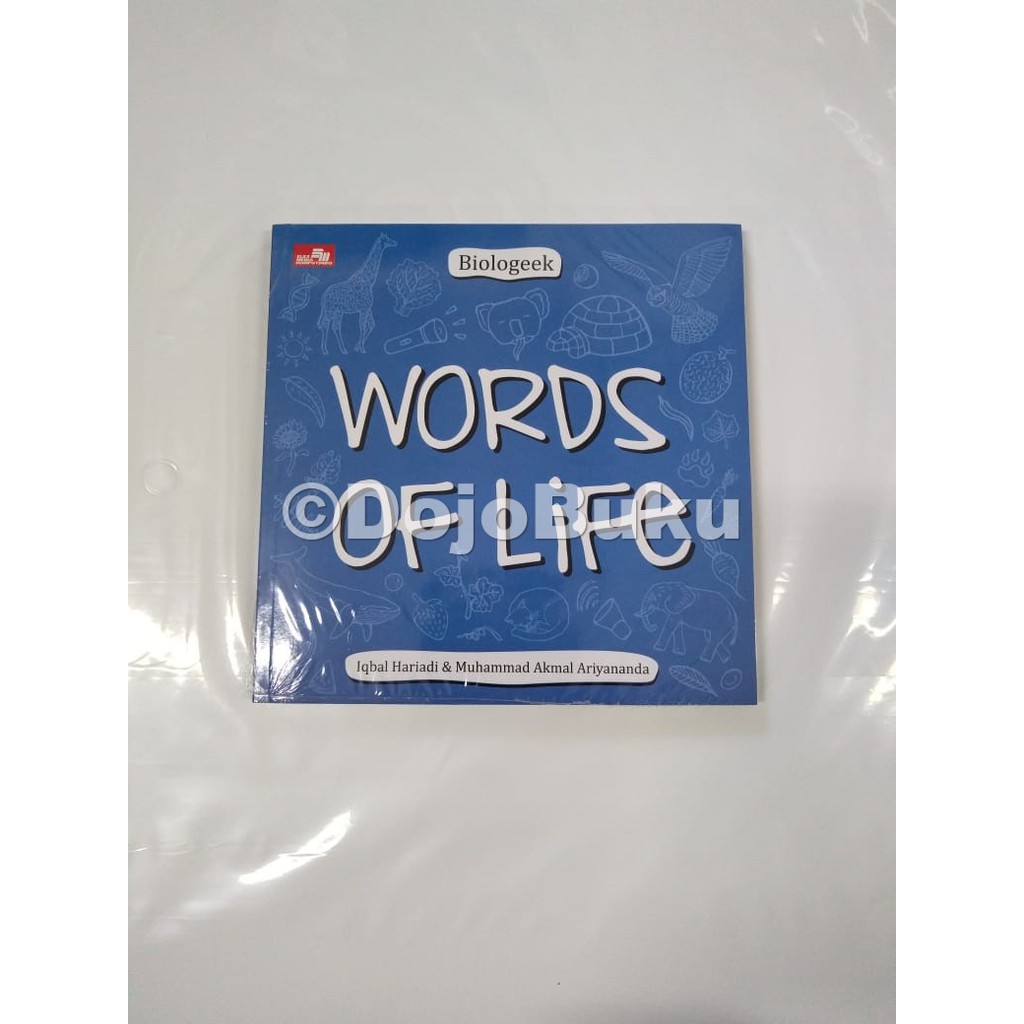 Biologeek
WORDS
OF LiFe
©DojoBuku
Iqbal Hariadi & Muhammad Akmal Ariyananda